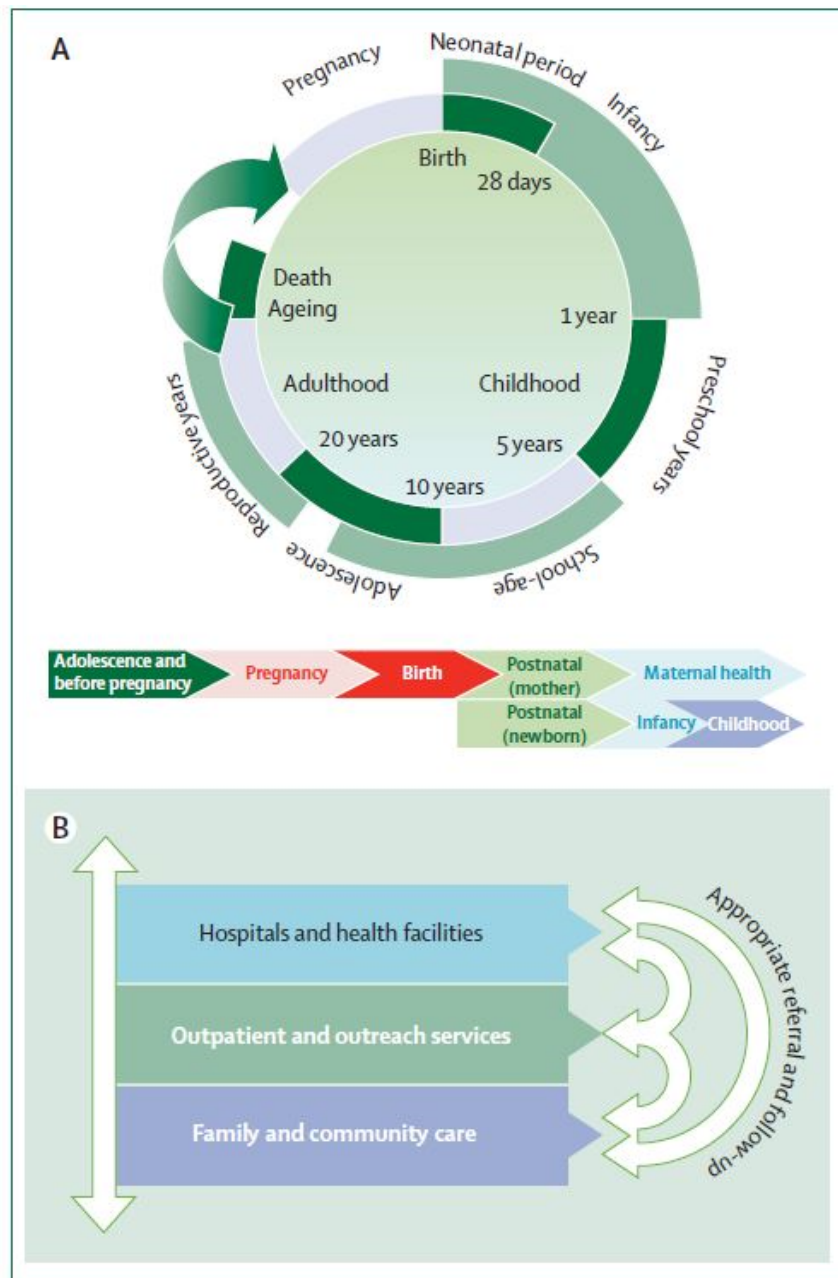 A
Pregnancy
Neonatal period
Infancy
Birth
28 days
Death
Ageing
1 year
Adulthood
Childhood
Preschool years
20 years
5 years
10 years
Reproductive years
Adolescence
School-age
Adolescence and
before pregnancy
Pregnancy
Birth
Postnatal
(mother)
Maternal health
Postnatal
(newborn)
Infancy
Childhood
B
Hospitals and health facilities
Outpatient and outreach services
Family and community care
Appropriate referral and follow-up